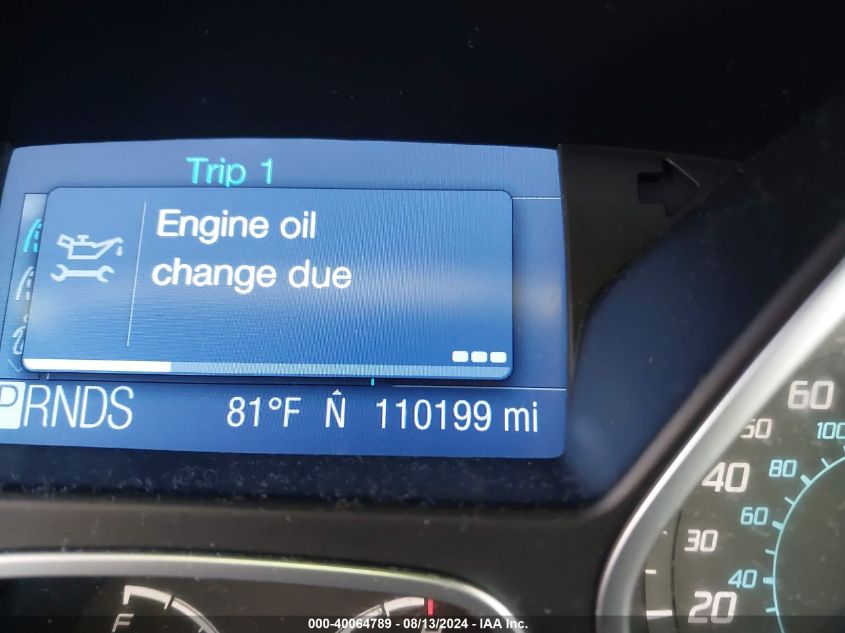 Trip 1
Engine oil
change due
PRNDS
81°F N 110199 mi
60
50
100
40
80
60
30
40
20
F
H
000-40064789 - 08/13/2024 - IAA Inc.